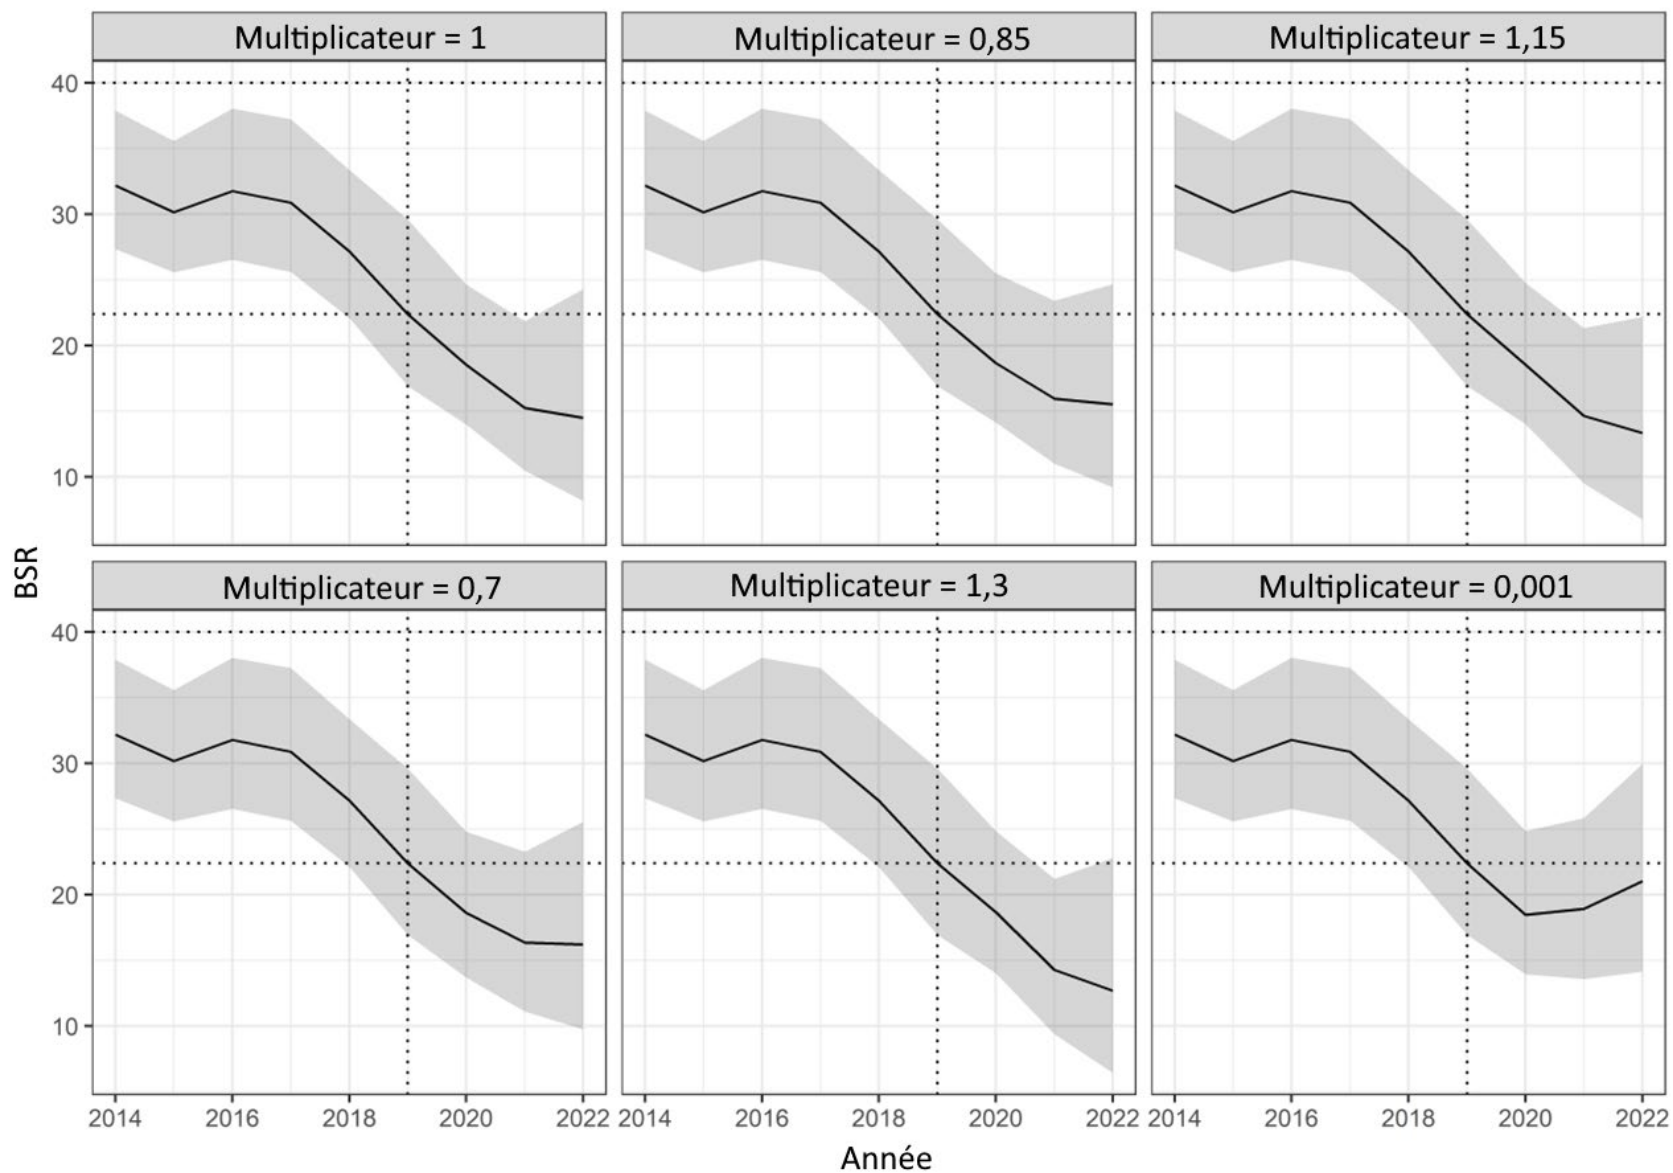 Multiplicateur = 1
Multiplicateur = 0,85
Multiplicateur = 1,15
40
30
20
10
BSR
Multiplicateur = 0,7
Multiplicateur = 1,3
Multiplicateur = 0,001
40
30
20
10
2014 2016 2018 2020 2022
2014 2016 2018 2020 2022
2014 2016 2018 2020 2022
Année